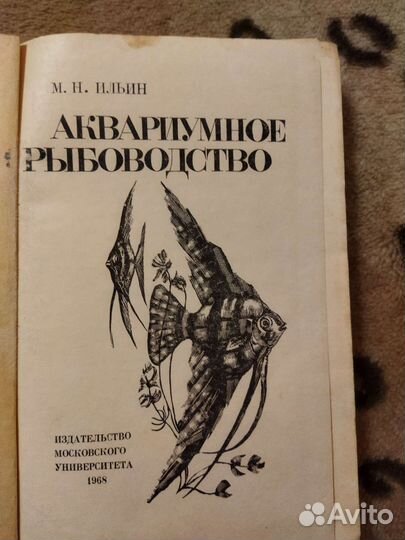 М. Н. ИЛЬИН
АКВАРИУМНОЕ
РЫБОВОДСТВО
ИЗДАТЕЛЬСТВО
МОСКОВСКОГО
УНИВЕРСИТЕТА
1968
Avito